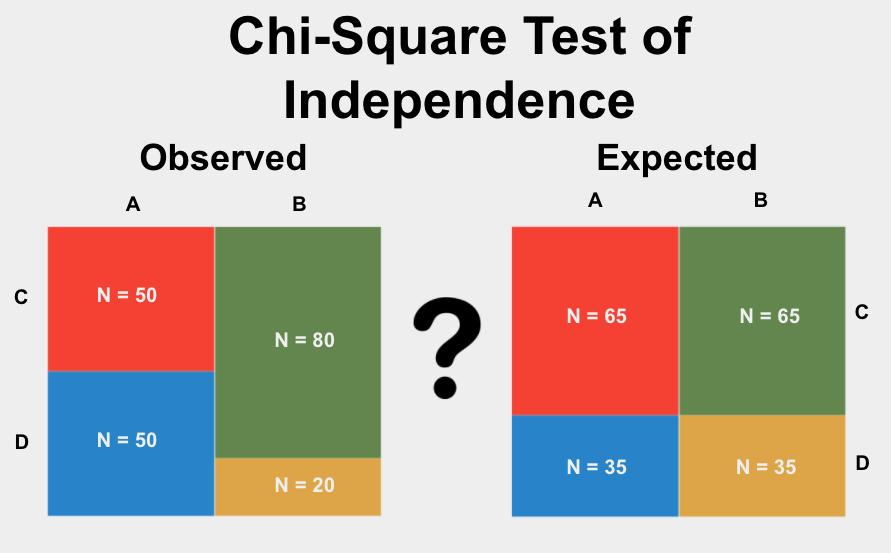 Chi-Square Test of
Independence
Observed
Expected
A
B
A
B
C
N = 50
N = 80
D
N = 50
N = 20
?
N = 65
N = 65
C
N = 35
N = 35
D